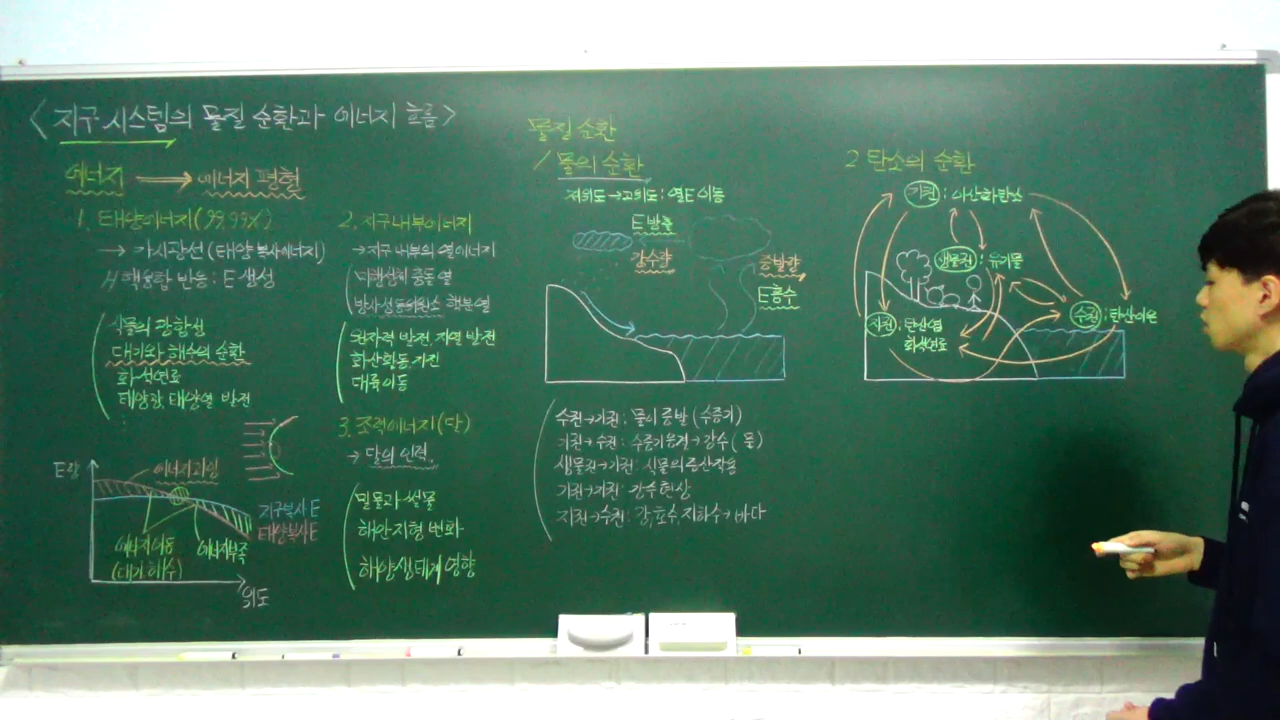 <지구시스템의 물질 순환과 에너지 흐름>
에너지 → 에너지 평형
1. 태양에너지(99.99%)
→ 가시광선 (태양 복사에너지)
H 핵융합 반응: E 생성
식물의 광합성
대기와 해수의 순환
화석연료
태양광, 태양열 발전
E량
에너지과잉
지구복사 E
태양복사 E
에너지이동
(대기, 해수)
에너지부족
위도
2. 지구내부에너지
→ 지구 내부의 열에너지
미행성체 충돌 열
방사성동위원소 핵분열
원자력 발전 지열 발전
화산활동, 지진
대륙이동
3. 조력에너지(달)
→ 달의 인력
밀물과 썰물
해안지형 변화
해양생태계 영향
물질 순환
1 물의 순환
저위도→고위도: 열E 이동
E방출
강수량
증발량
E흡수
수권→기권: 물이 증발 (수증기)
기권→수권: 수증기응결→강수(물)
생물권→기권: 식물의 증산작용
기권→지권: 강수현상
지권→수권: 강, 호수, 지하수→바다
2 탄소의 순환
기권: 이산화탄소
생물권: 유기물
지권: 탄산염
화석연료
수권: 탄산이온